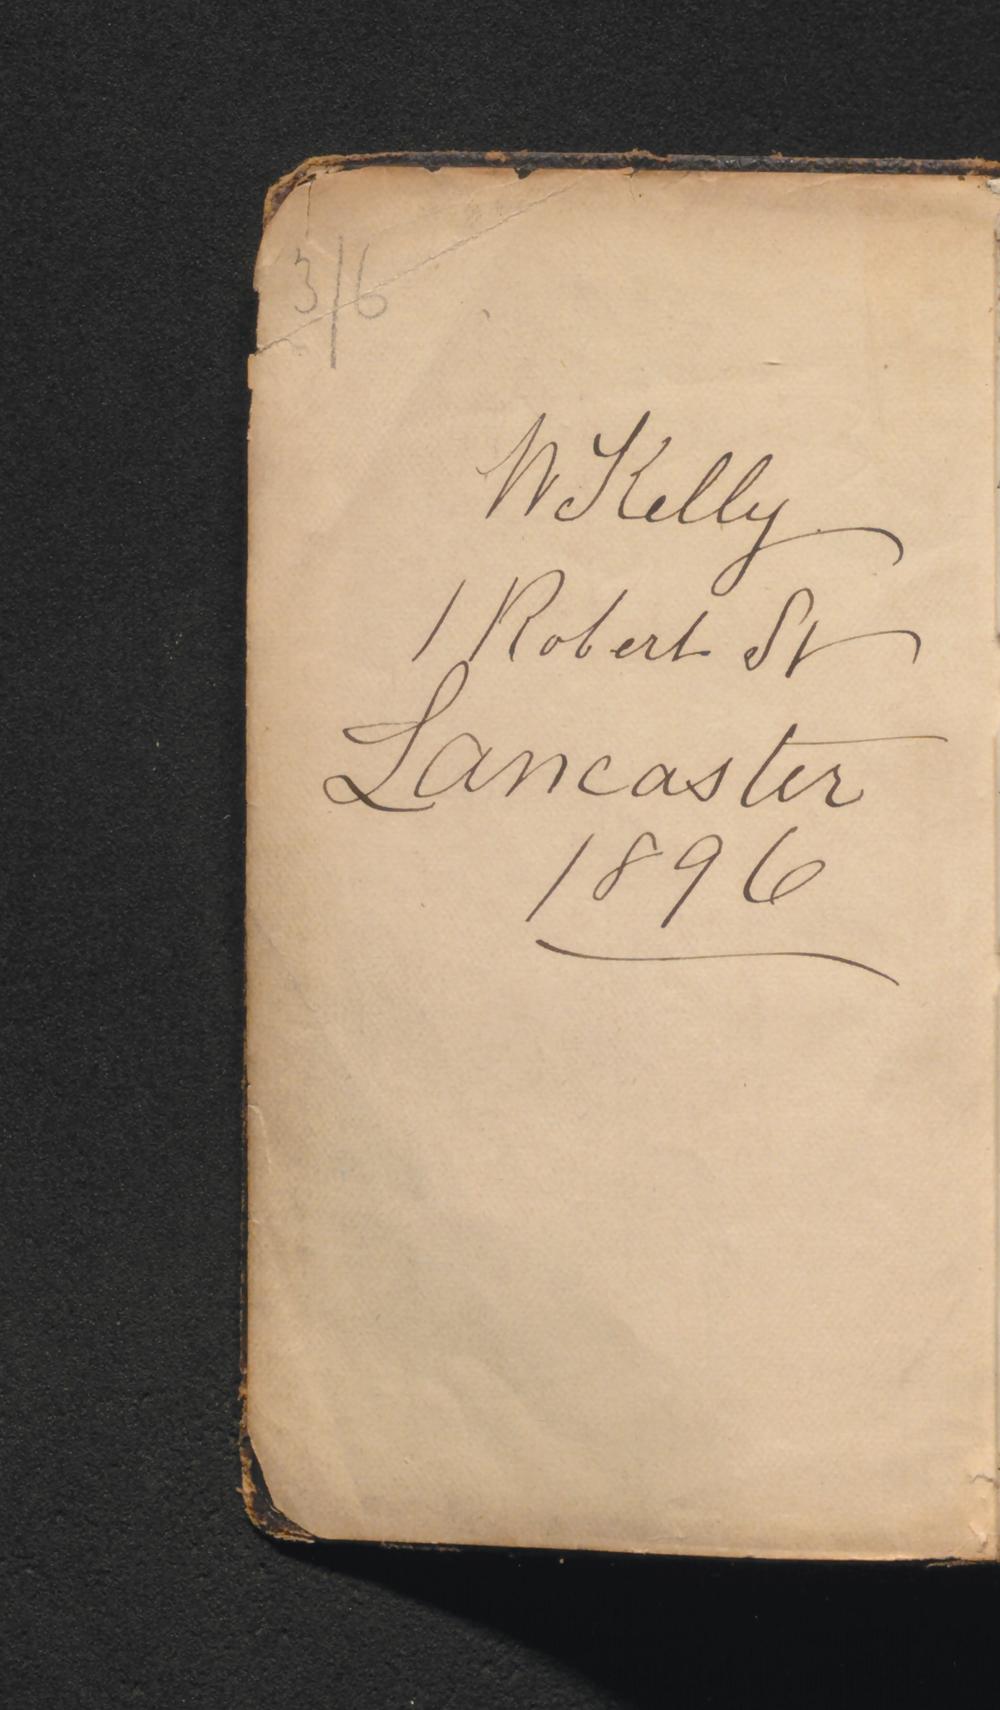 3/6
W Kelly
1 Robert St
Lancaster
1896